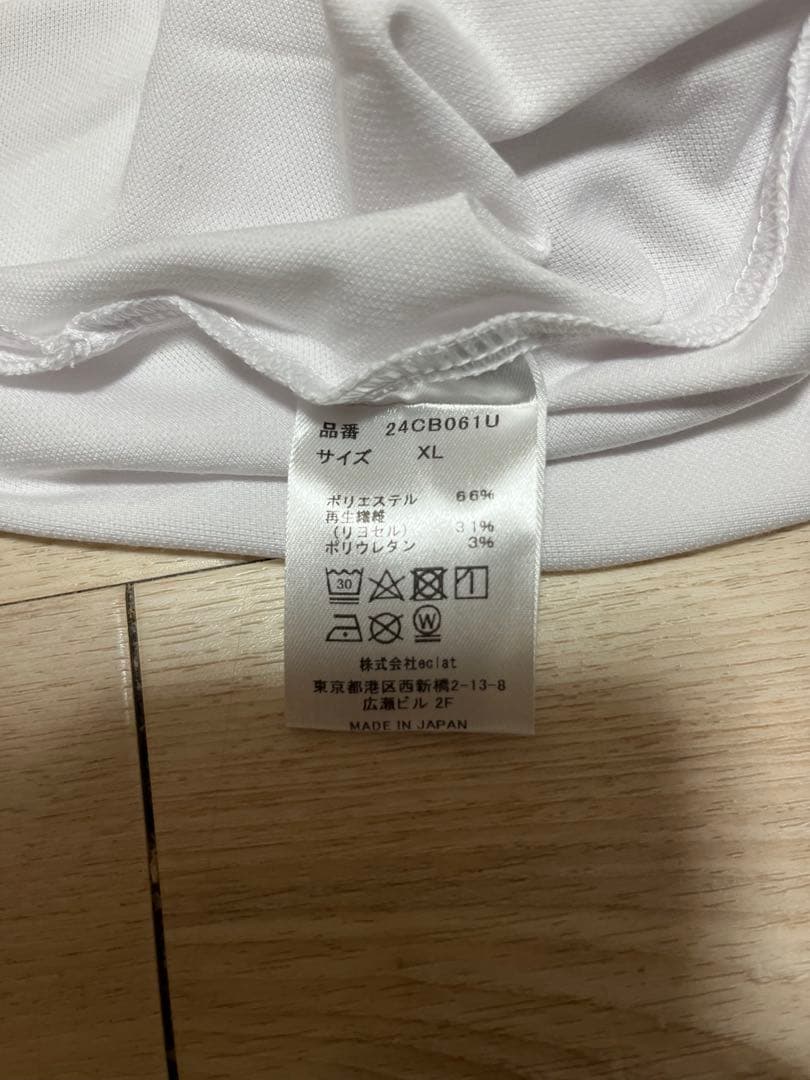 品番 24CB061U
サイズ XL
ポリエステル 66%
再生繊維
(リヨセル) 31%
ポリウレタン 3%
30
W
株式会社eclat
東京都港区西新橋2-13-8
広瀬ビル 2F
MADE IN JAPAN